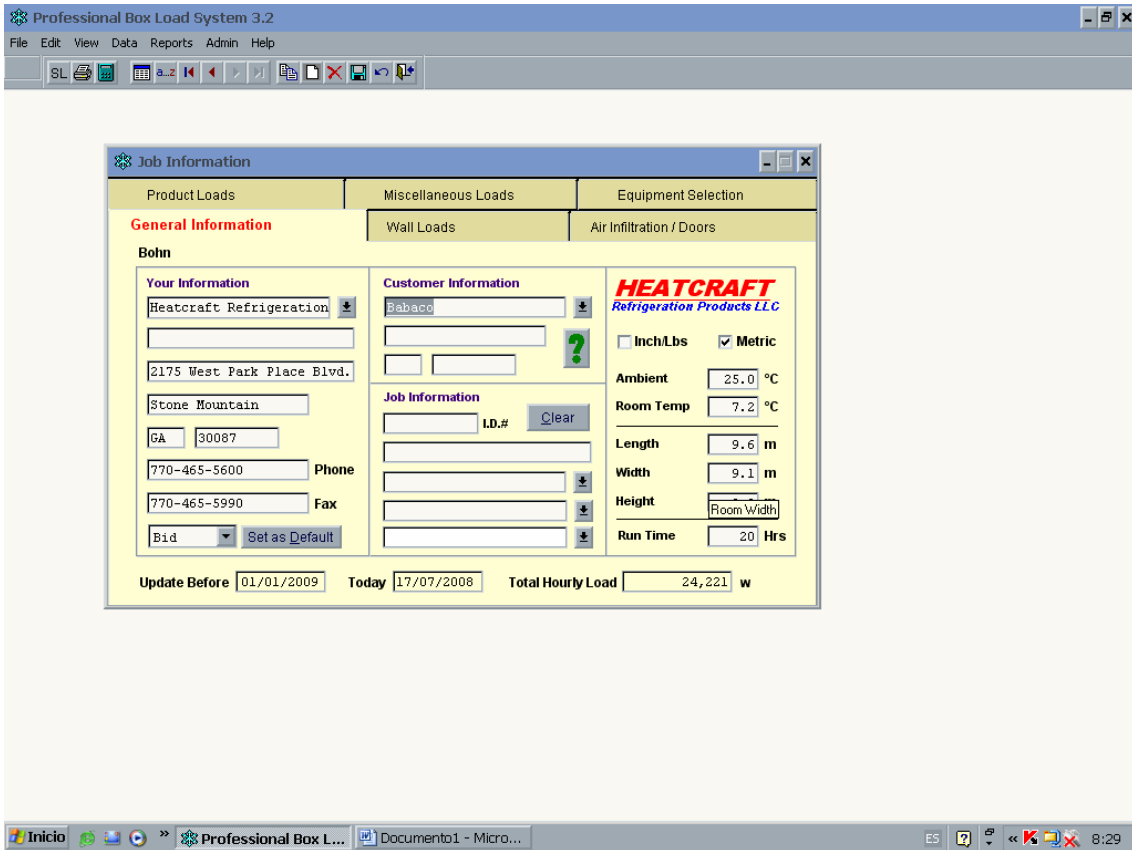 Professional Box Load System 3.2
File Edit View Data Reports Admin Help
SL a...z
Job Information
Product Loads Miscellaneous Loads Equipment Selection
General Information Wall Loads Air Infiltration / Doors
Bohn
Your Information
Heatcraft Refrigeration
2175 West Park Place Blvd.
Stone Mountain
GA 30087
770-465-5600 Phone
770-465-5990 Fax
Bid Set as Default
Customer Information
Babaco
?
Job Information
I.D.# Clear
HEATCRAFT
Refrigeration Products LLC
Inch/Lbs Metric
Ambient 25.0 °C
Room Temp 7.2 °C
Length 9.6 m
Width 9.1 m
Height
Room Width
Run Time 20 Hrs
Update Before 01/01/2009 Today 17/07/2008 Total Hourly Load 24,221 w
Inicio » Professional Box L... Documento1 - Micro... ES ? « K 8:29